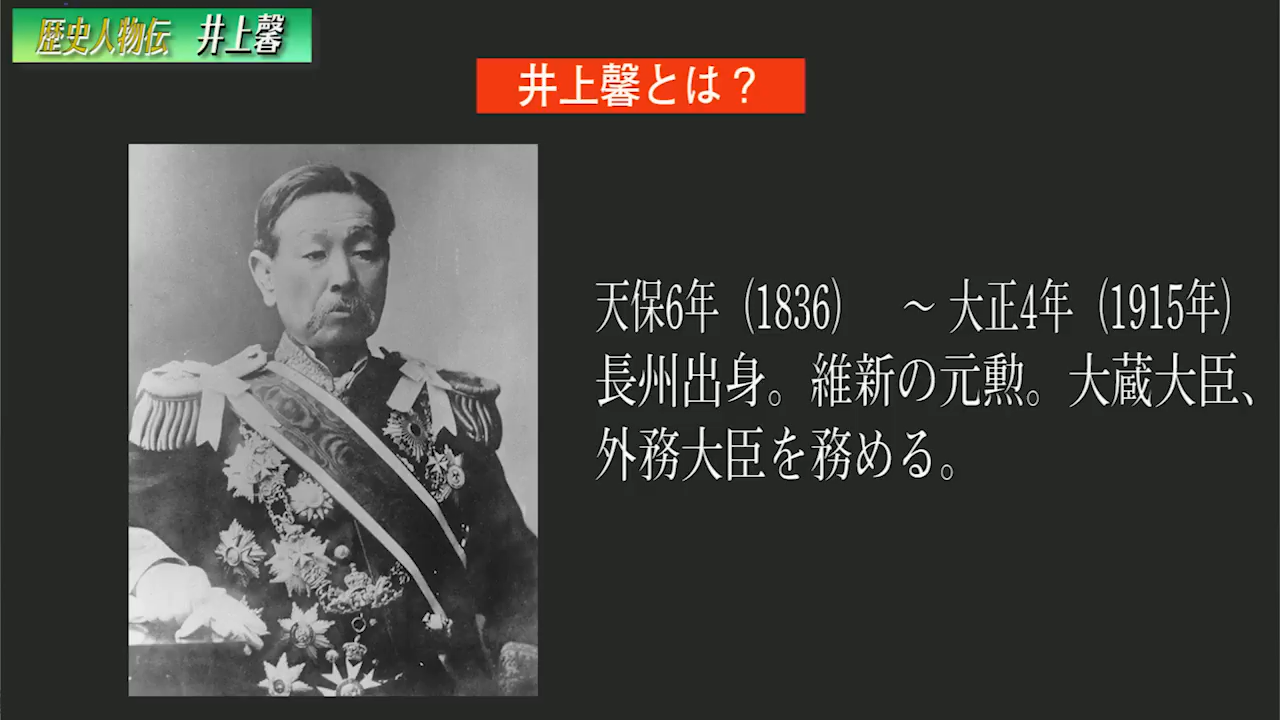 歴史人物伝 井上馨
井上馨とは？
天保6年（1836） ～ 大正4年（1915年）
長州出身。維新の元勲。大蔵大臣、
外務大臣を務める。